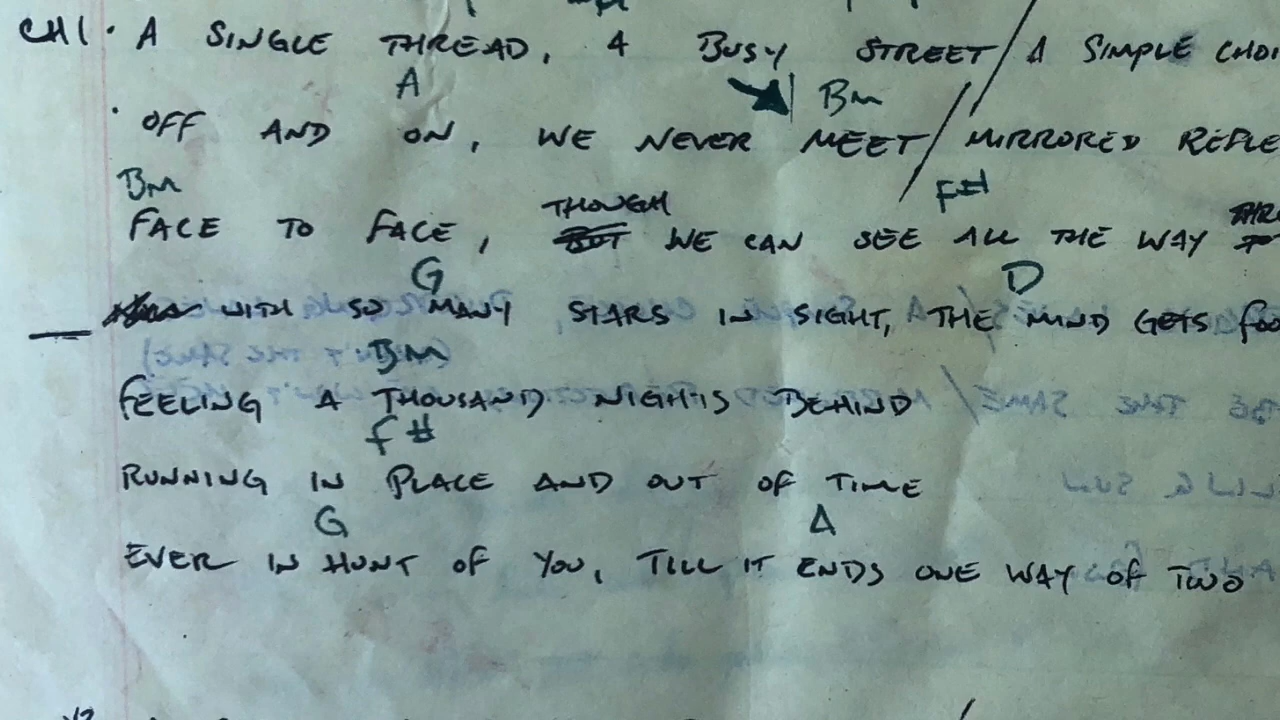 CH1. A SINGLE THREAD, A BUSY STREET / A SIMPLE
A Bm
OFF AND ON, WE NEVER MEET / MIRRORED
Bm F#
THOUGH
FACE TO FACE, WE CAN SEE ALL THE WAY
G D
WITH SO MANY STARS IN SIGHT, THE MIND GETS
Bm
FEELING A THOUSAND NIGHTS BEHIND
F#
RUNNING IN PLACE AND OUT OF TIME
G A
EVER IN HUNT OF YOU, TILL IT ENDS ONE WAY OF TWO